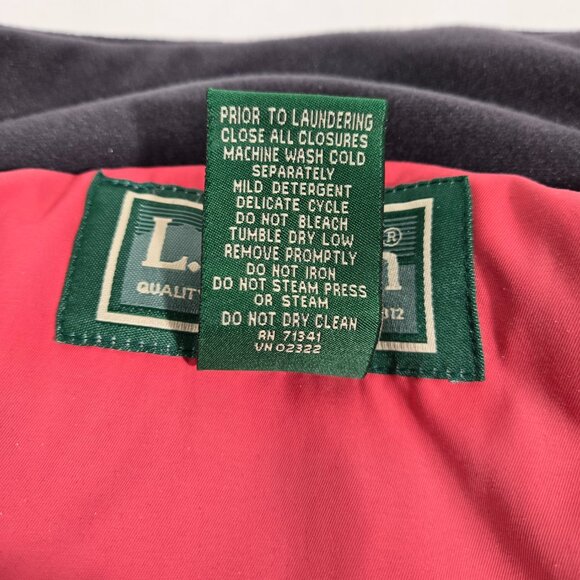 PRIOR TO LAUNDERING
CLOSE ALL CLOSURES
MACHINE WASH COLD
SEPARATELY
MILD DETERGENT
DELICATE CYCLE
DO NOT BLEACH
TUMBLE DRY LOW
REMOVE PROMPTLY
DO NOT IRON
DO NOT STEAM PRESS
OR STEAM
DO NOT DRY CLEAN
RN 71341
VN 02322
L. n®
QUALITY